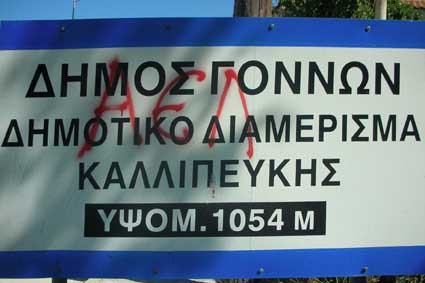 ΔΗΜΟΣ ΓΟΝΝΩΝ
ΑΕΛ
ΔΗΜΟΤΙΚΟ ΔΙΑΜΕΡΙΣΜΑ
ΚΑΛΛΙΠΕΥΚΗΣ
ΥΨΟΜ. 1054 Μ